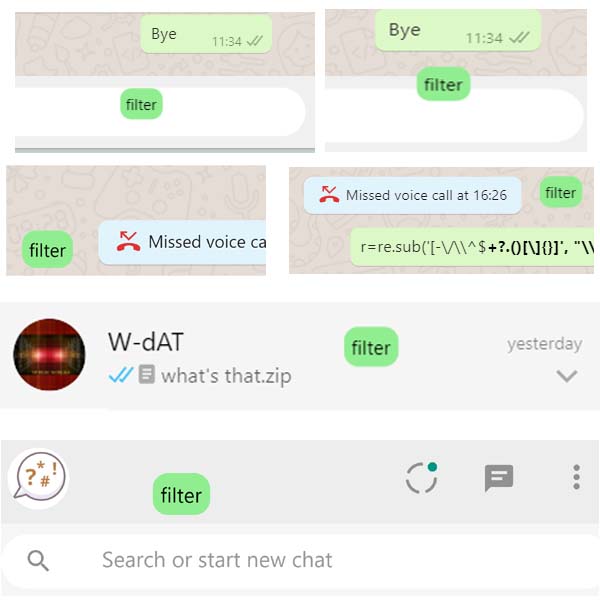 Bye
11:34
filter
Bye
11:34
filter
Missed voice ca
filter
Missed voice call at 16:26
filter
r=re.sub('[-\/\\^$+?.()[\]{}]', "\\
W-dAT
filter
yesterday
what's that.zip
?*!
#
filter
Search or start new chat